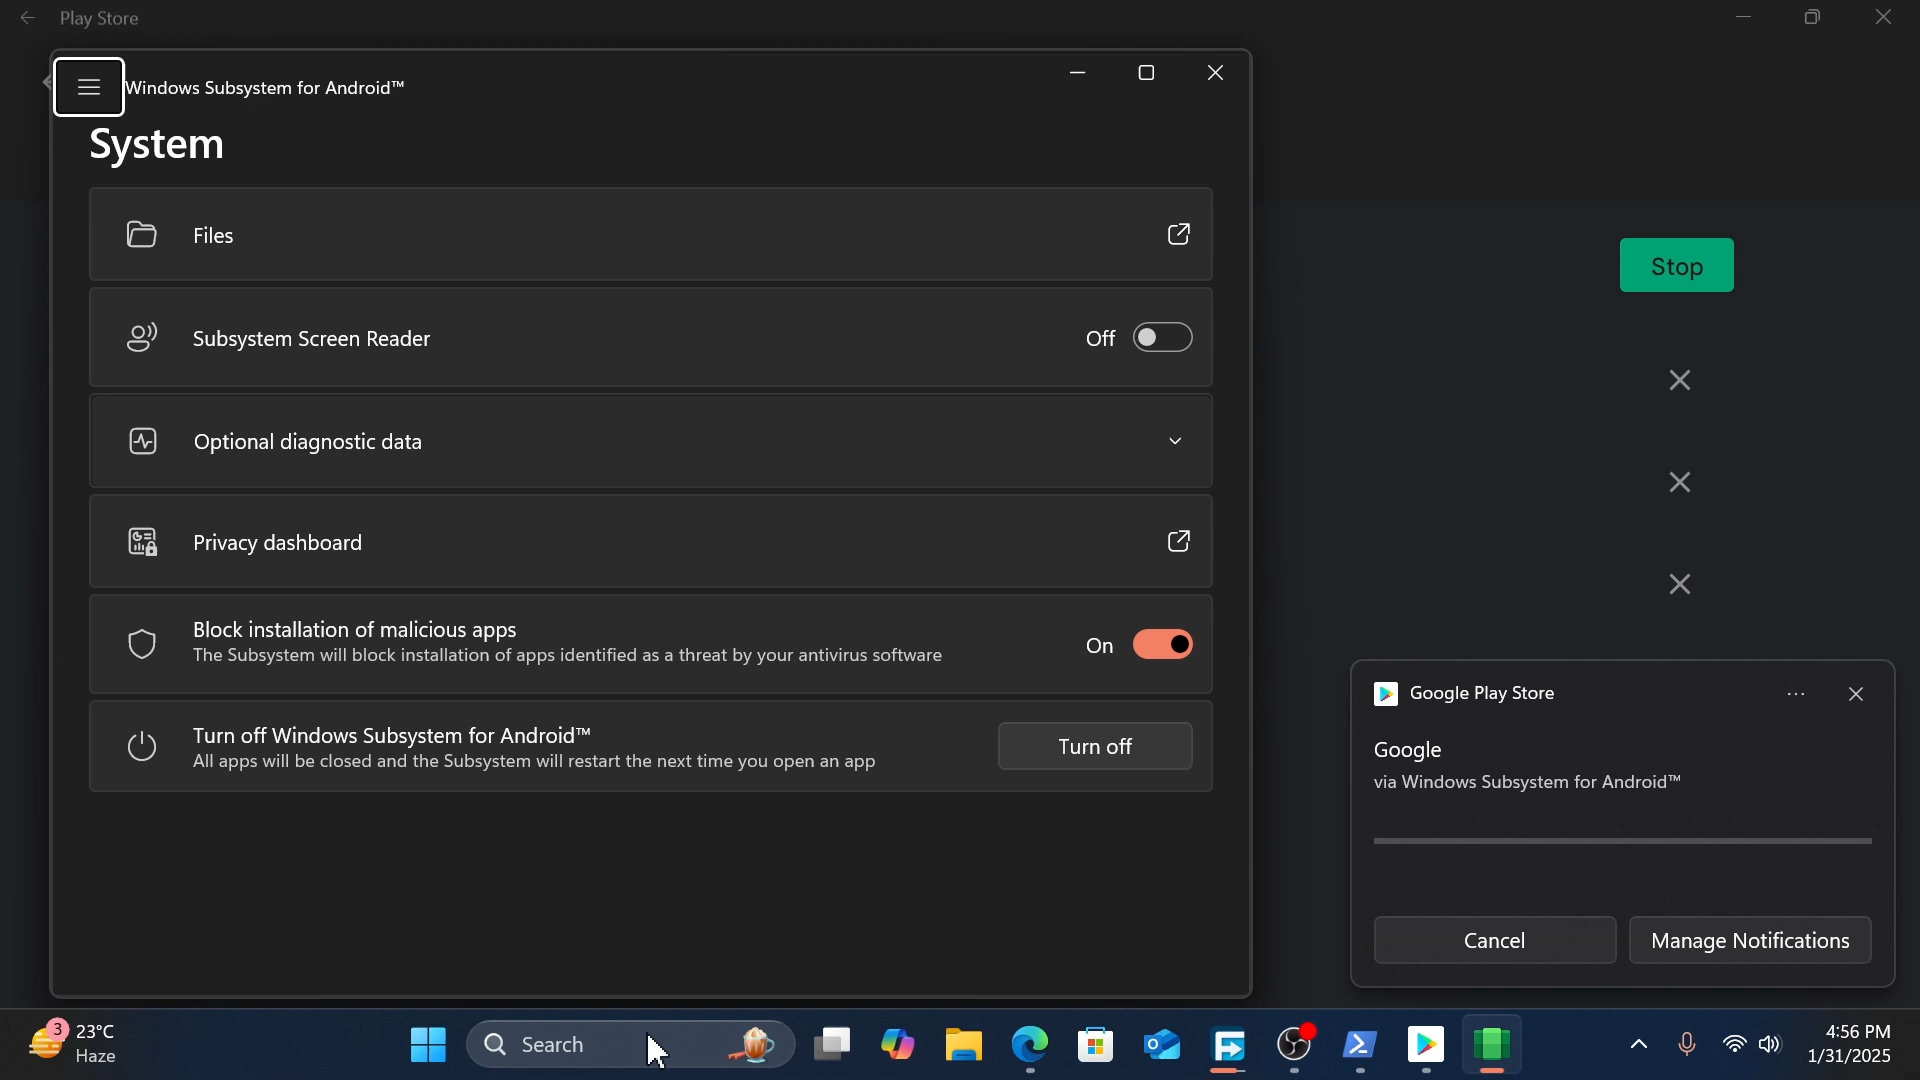 Play Store
Windows Subsystem for Android™
System
Files
Subsystem Screen Reader
Off
Optional diagnostic data
Privacy dashboard
Block installation of malicious apps
The Subsystem will block installation of apps identified as a threat by your antivirus software
On
Turn off Windows Subsystem for Android™
All apps will be closed and the Subsystem will restart the next time you open an app
Turn off
Stop
Google Play Store
Google
via Windows Subsystem for Android™
Cancel
Manage Notifications
3
23°C
Haze
Search
4:56 PM
1/31/2025